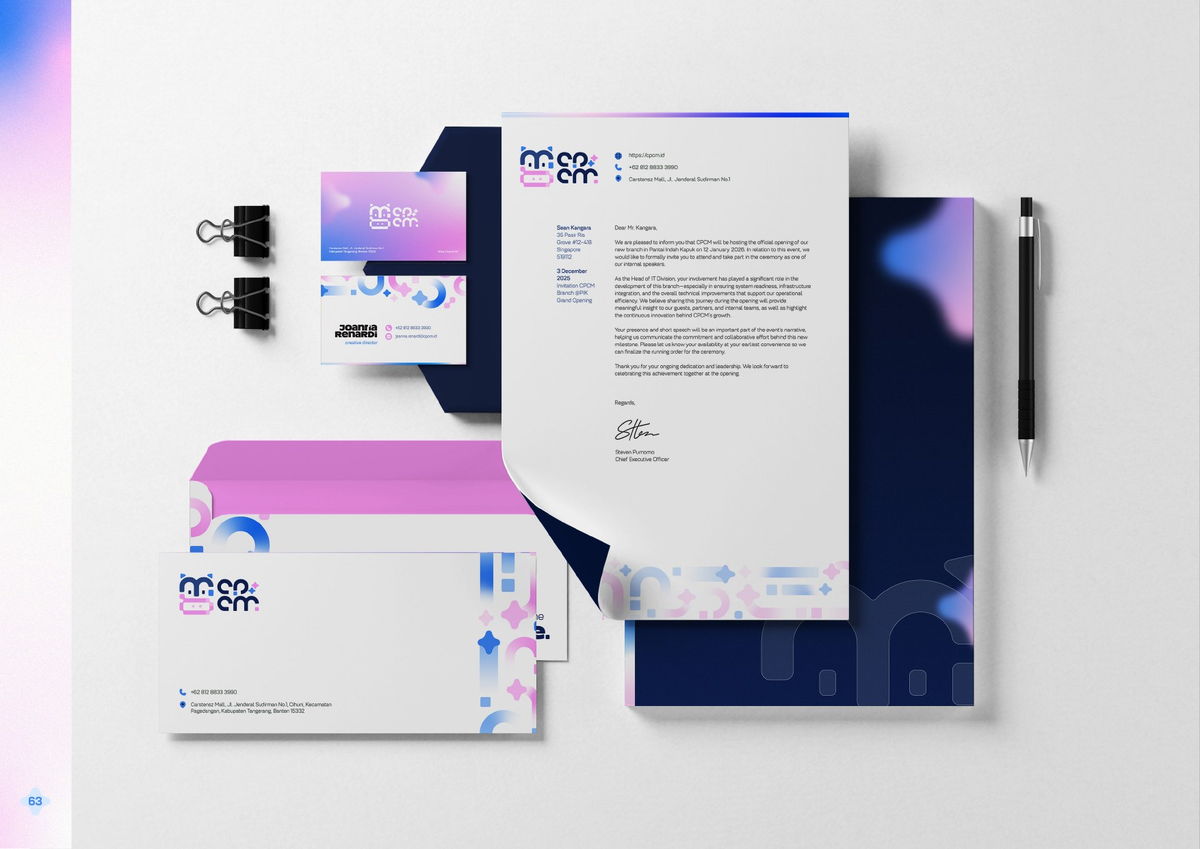 cp
cm
https://cpcm.id
+62 812 8833 3990
Carstensz Mall, Jl. Jenderal Sudirman No.1
Sean Kangara
35 Pasir Ria
Grove #12-418
Singapore
519112
3 December
2025
Invitation CPCM
Branch @PIK
Grand Opening
Dear Mr. Kangara,
We are pleased to inform you that CPCM will be hosting the official opening of our
new branch in Pantai Indah Kapuk on 12 January 2026. In relation to this event, we
would like to formally invite you to attend and take part in the ceremony as one of
our internal speakers.
As the Head of IT Division, your involvement has played a significant role in the
development of this branch—especially in ensuring system readiness, infrastructure
integration, and the overall technical improvements that support our operational
efficiency. We believe sharing this journey during the opening will provide
meaningful insight to our guests, partners, and internal teams, as well as highlight
the continuous innovation behind CPCM's growth.
Your presence and short speech will be an important part of the event's narrative,
helping us communicate the commitment and collaborative effort behind this new
milestone. Please let us know your availability at your earliest convenience so we
can finalize the running order for the ceremony.
Thank you for your ongoing dedication and leadership. We look forward to
celebrating this achievement together at the opening.
Regards,
Steven Purnomo
Chief Executive Officer
cp
cm
JOANNA
RENARDI
creative director
+62 812 8833 3990
joanna.renardi@cpcm.id
cp
cm
+62 812 8833 3990
Carstensz Mall, Jl. Jenderal Sudirman No.1, Cihuni, Kecamatan
Pagedangan, Kabupaten Tangerang, Banten 15332
63